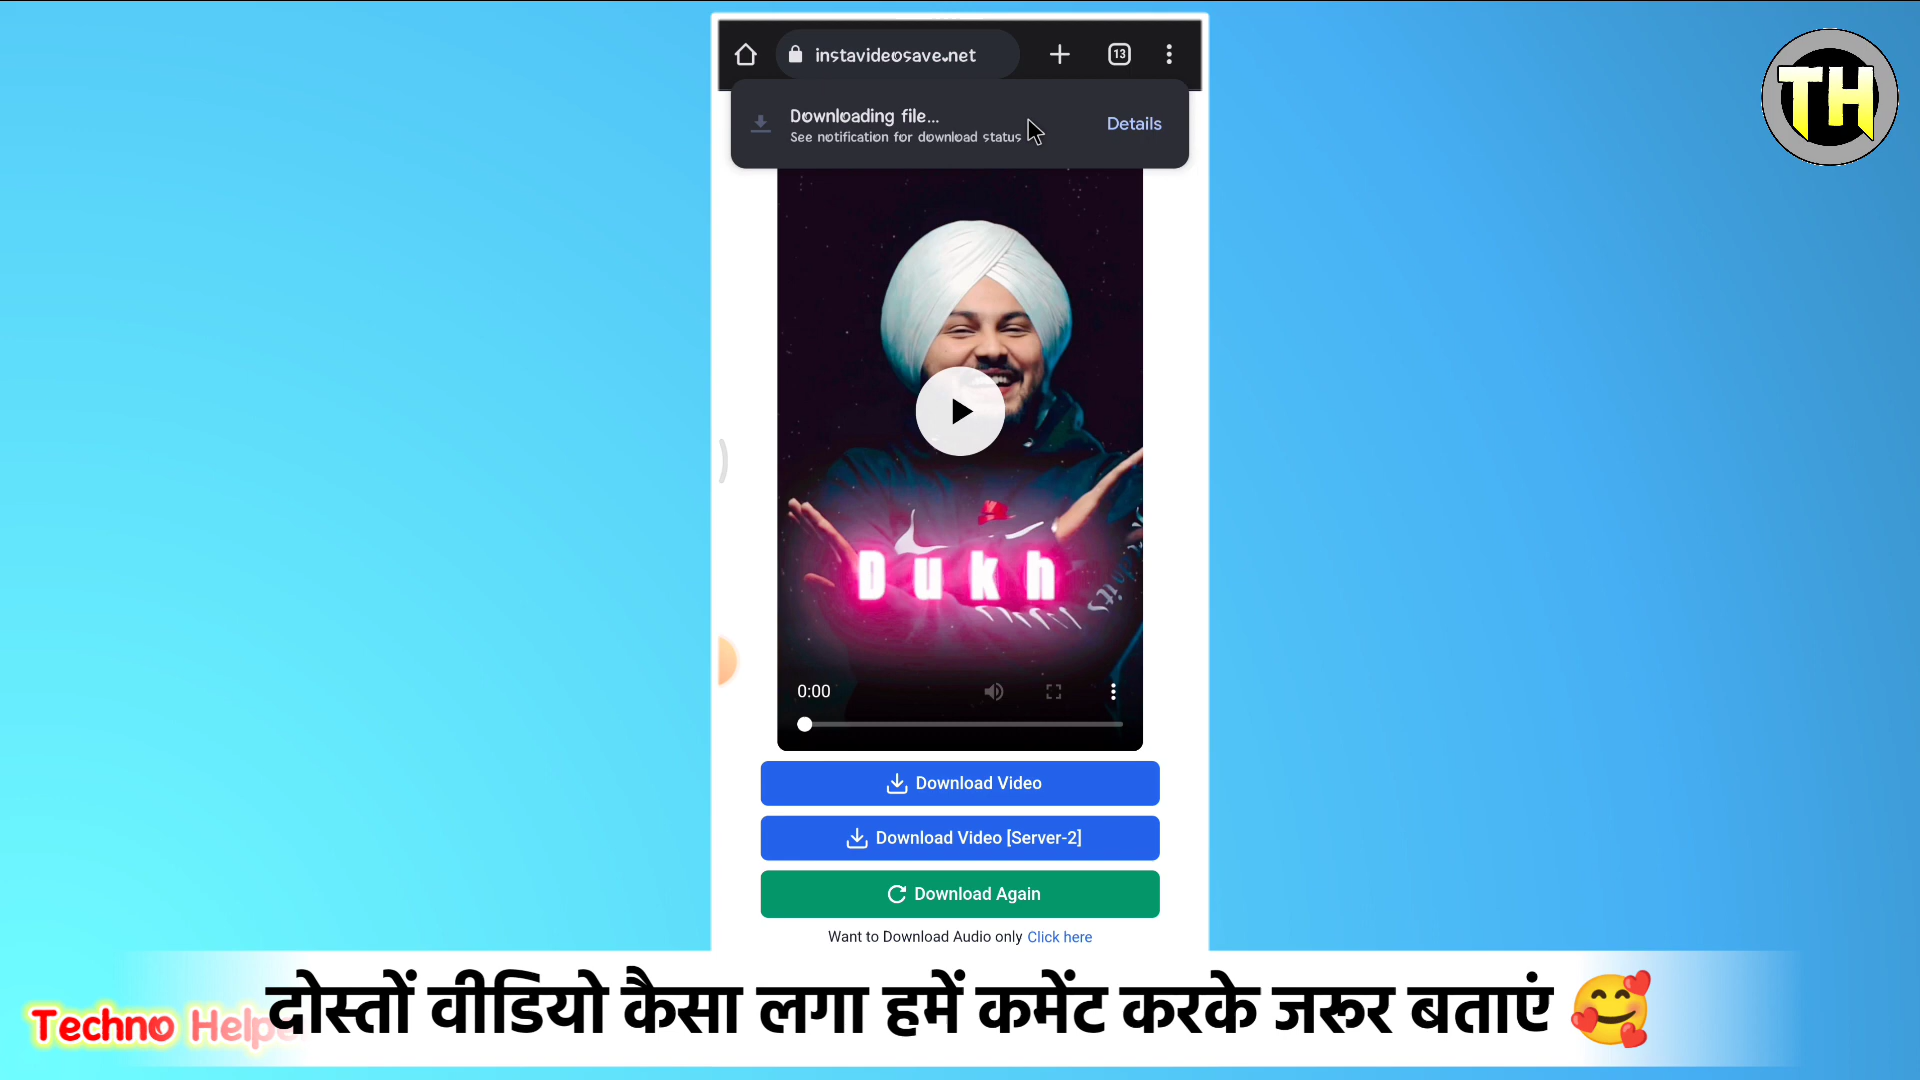 instavideosave.net
13
TH
Downloading file...
See notification for download status
Details
Dukh
0:00
Download Video
Download Video [Server-2]
Download Again
Want to Download Audio only Click here
दोस्तों वीडियो कैसा लगा हमें कमेंट करके जरूर बताएं 🥰
Techno Help